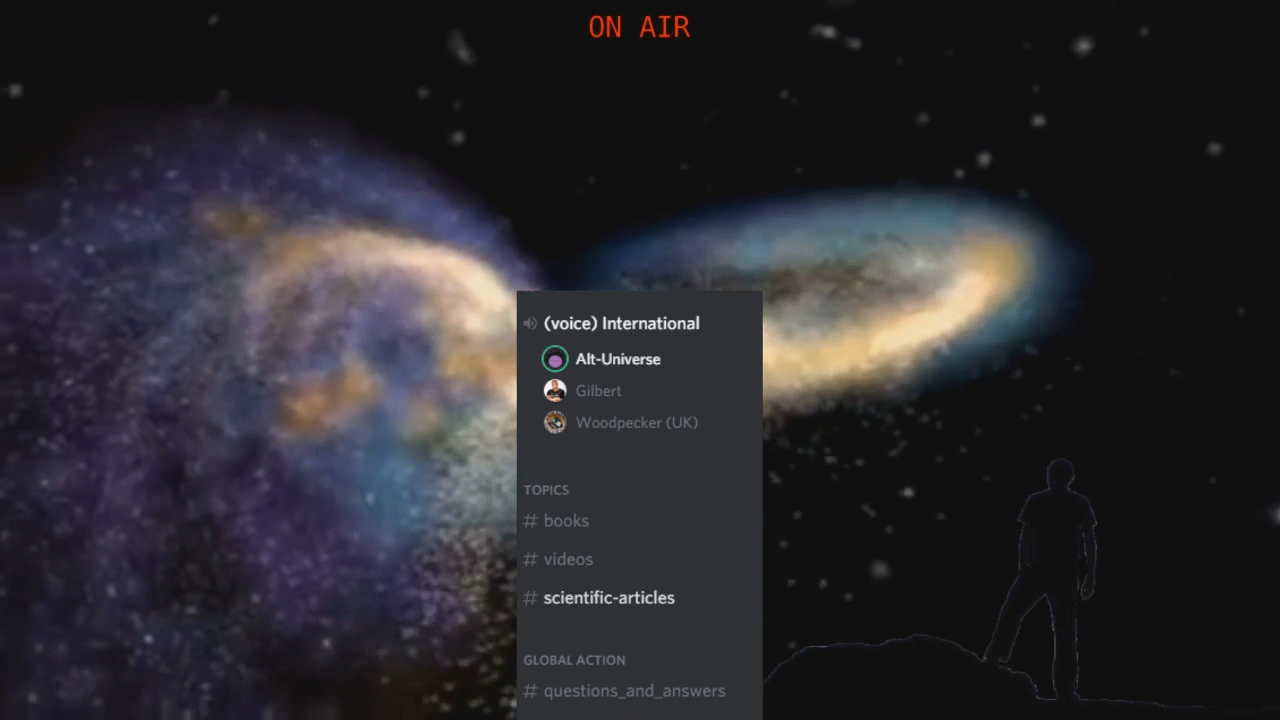 ON AIR
(voice) International
Alt-Universe
Gilbert
Woodpecker (UK)
TOPICS
# books
# videos
# scientific-articles
GLOBAL ACTION
# questions_and_answers